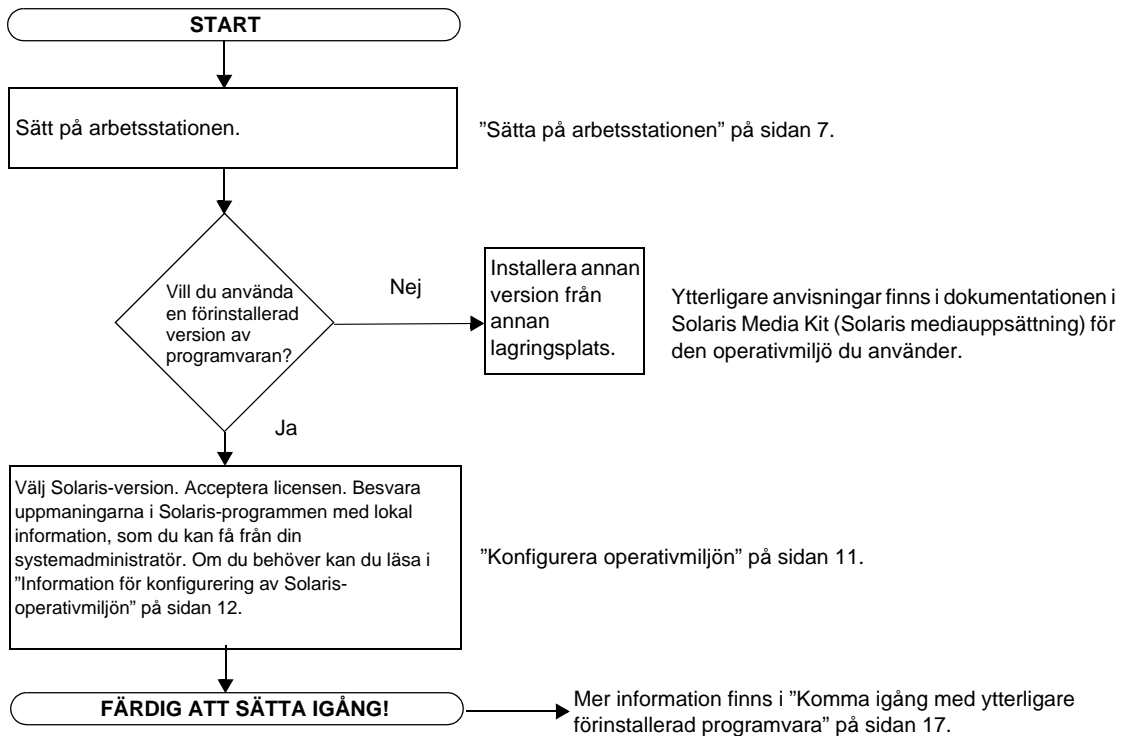 START
Sätt på arbetsstationen.
”Sätta på arbetsstationen” på sidan 7.
Vill du använda
en förinstallerad
version av
programvaran?
Nej
Installera annan
version från
annan
lagringsplats.
Ytterligare anvisningar finns i dokumentationen i
Solaris Media Kit (Solaris mediauppsättning) för
den operativmiljö du använder.
Ja
Välj Solaris-version. Acceptera licensen. Besvara
uppmaningarna i Solaris-programmen med lokal
information, som du kan få från din
systemadministratör. Om du behöver kan du läsa i
”Information för konfigurering av Solaris-
operativmiljön” på sidan 12.
”Konfigurera operativmiljön” på sidan 11.
FÄRDIG ATT SÄTTA IGÅNG!
Mer information finns i ”Komma igång med ytterligare
förinstallerad programvara” på sidan 17.